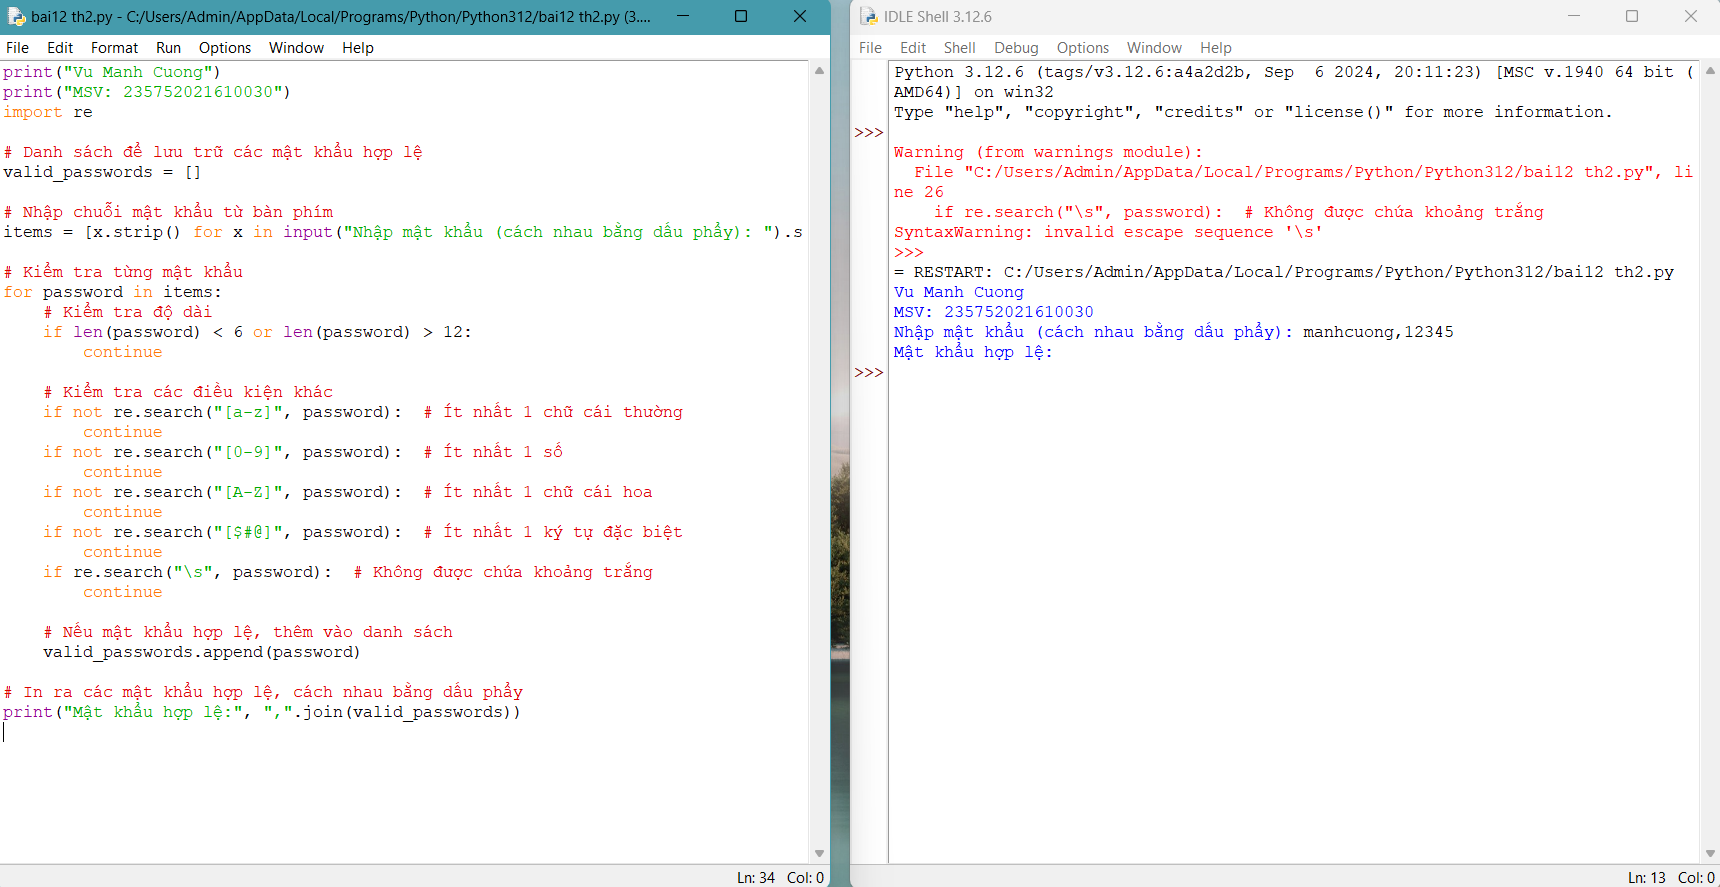 bai12 th2.py - C:/Users/Admin/AppData/Local/Programs/Python/Python312/bai12 th2.py (3....
File Edit Format Run Options Window Help
print("Vu Manh Cuong")
print("MSV: 235752021610030")
import re
# Danh sách để lưu trữ các mật khẩu hợp lệ
valid_passwords = []
# Nhập chuỗi mật khẩu từ bàn phím
items = [x.strip() for x in input("Nhập mật khẩu (cách nhau bằng dấu phẩy): ").s
# Kiểm tra từng mật khẩu
for password in items:
    # Kiểm tra độ dài
    if len(password) < 6 or len(password) > 12:
        continue
    # Kiểm tra các điều kiện khác
    if not re.search("[a-z]", password):  # Ít nhất 1 chữ cái thường
        continue
    if not re.search("[0-9]", password):  # Ít nhất 1 số
        continue
    if not re.search("[A-Z]", password):  # Ít nhất 1 chữ cái hoa
        continue
    if not re.search("[$#@]", password):  # Ít nhất 1 ký tự đặc biệt
        continue
    if re.search("\s", password):  # Không được chứa khoảng trắng
        continue
    # Nếu mật khẩu hợp lệ, thêm vào danh sách
    valid_passwords.append(password)
# In ra các mật khẩu hợp lệ, cách nhau bằng dấu phẩy
print("Mật khẩu hợp lệ:", ",".join(valid_passwords))
Ln: 34 Col: 0
IDLE Shell 3.12.6
File Edit Shell Debug Options Window Help
Python 3.12.6 (tags/v3.12.6:a4a2d2b, Sep  6 2024, 20:11:23) [MSC v.1940 64 bit (
AMD64)] on win32
Type "help", "copyright", "credits" or "license()" for more information.
>>>
Warning (from warnings module):
  File "C:/Users/Admin/AppData/Local/Programs/Python/Python312/bai12 th2.py", li
ne 26
    if re.search("\s", password):  # Không được chứa khoảng trắng
SyntaxWarning: invalid escape sequence '\s'
>>>
= RESTART: C:/Users/Admin/AppData/Local/Programs/Python/Python312/bai12 th2.py
Vu Manh Cuong
MSV: 235752021610030
Nhập mật khẩu (cách nhau bằng dấu phẩy): manhcuong,12345
Mật khẩu hợp lệ:
>>>
Ln: 13 Col: 0